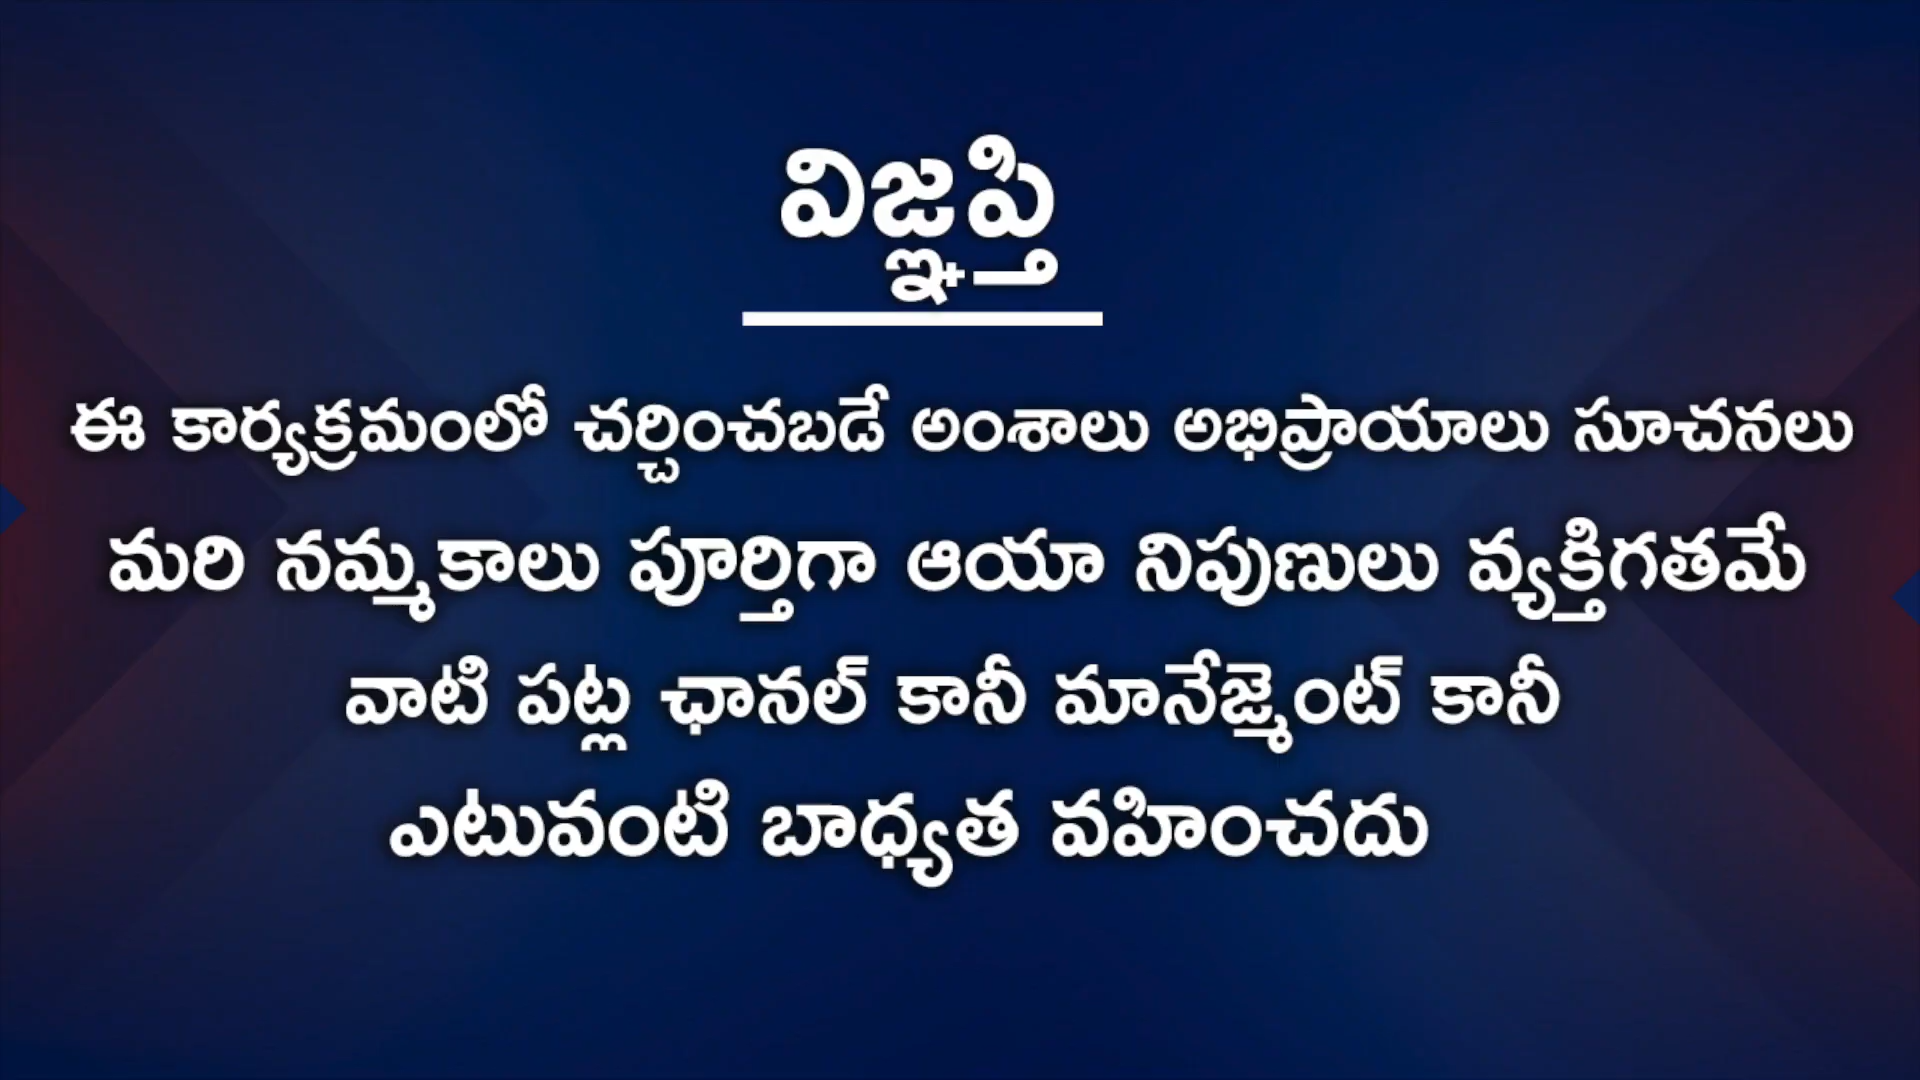 విజ్ఞప్తి
ఈ కార్యక్రమంలో చర్చించబడే అంశాలు అభిప్రాయాలు సూచనలు
మరి నమ్మకాలు పూర్తిగా ఆయా నిపుణులు వ్యక్తిగతమే
వాటి పట్ల ఛానల్ కానీ మానేజ్మెంట్ కానీ
ఎటువంటి బాధ్యత వహించదు